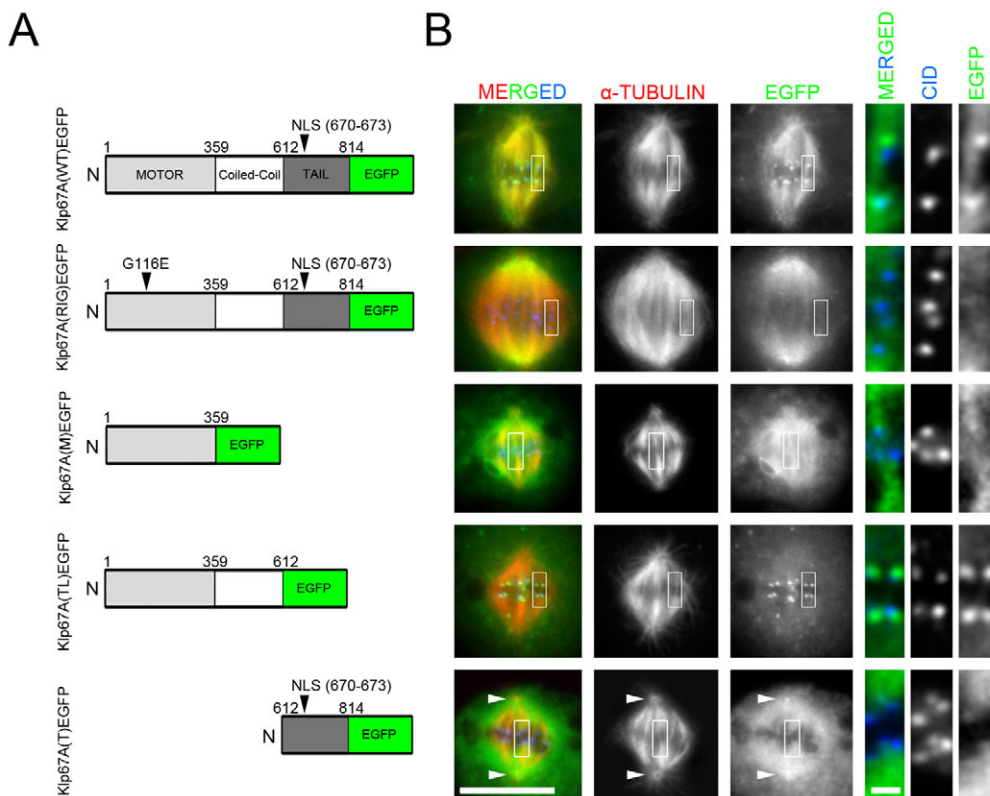 A
B
MERGED
α-TUBULIN
EGFP
MERGED
CID
EGFP
Klp67A(WT)EGFP
NLS (670-673)
1 359 612 814
N MOTOR Coiled-Coil TAIL EGFP
Klp67A(RIG)EGFP
G116E NLS (670-673)
1 359 612 814
N EGFP
Klp67A(M)EGFP
1 359
N EGFP
Klp67A(TL)EGFP
1 359 612
N EGFP
Klp67A(T)EGFP
NLS (670-673)
612 814
N EGFP